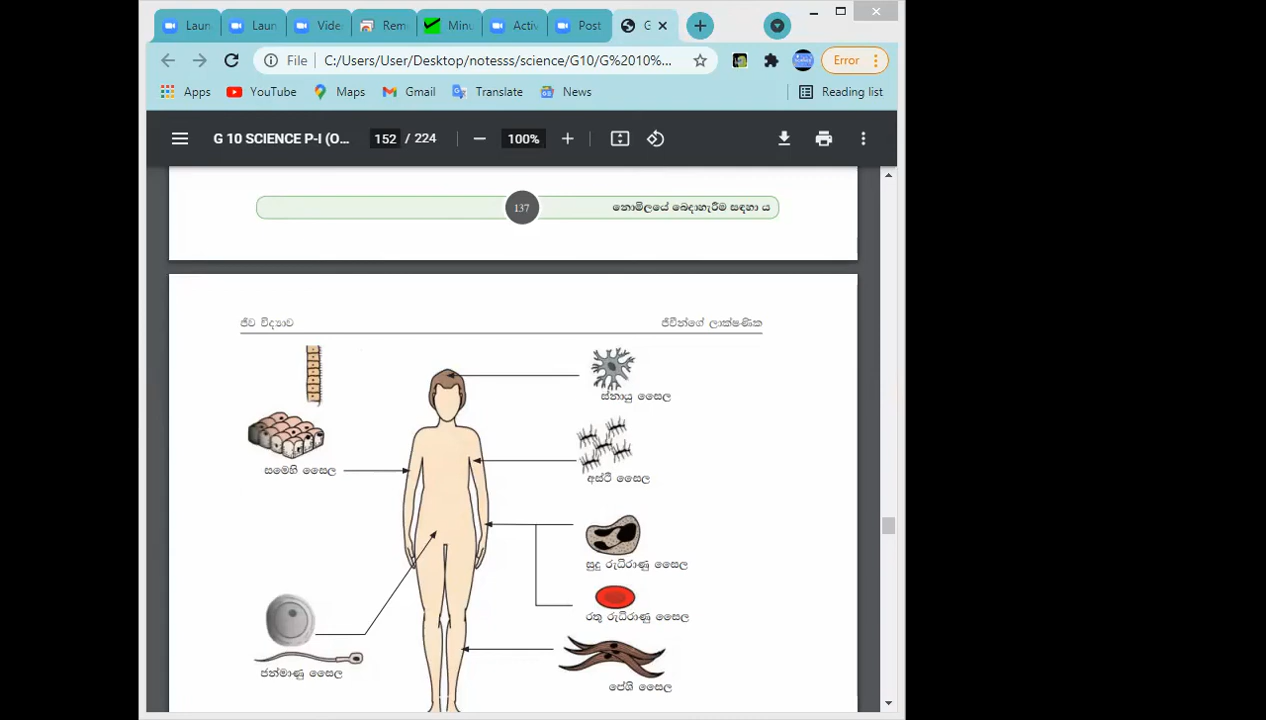 Laun
Laun
Vide
Rem
Minu
Activ
Post
G
File
C:/Users/User/Desktop/notesss/science/G10/G%2010%...
Error
Apps
YouTube
Maps
Gmail
Translate
News
Reading list
G 10 SCIENCE P-I (O...
152 / 224
100%
137
නොමිලයේ බෙදාහැරීම සඳහා ය
ජීව විද්‍යාව
ජීවීන්ගේ ලාක්ෂණික
ස්නායු සෛල
සමෙහි සෛල
අස්ථි සෛල
සුදු රුධිරාණු සෛල
රතු රුධිරාණු සෛල
ජන්මාණු සෛල
පේශි සෛල